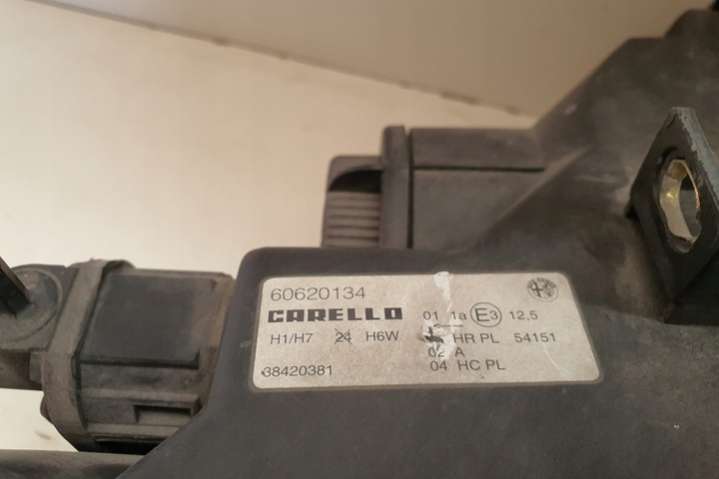 60620134
CARELLO 01 1a E3 12,5
H1/H7 24 H6W HR PL 54151
02 A
38420381 04 HC PL